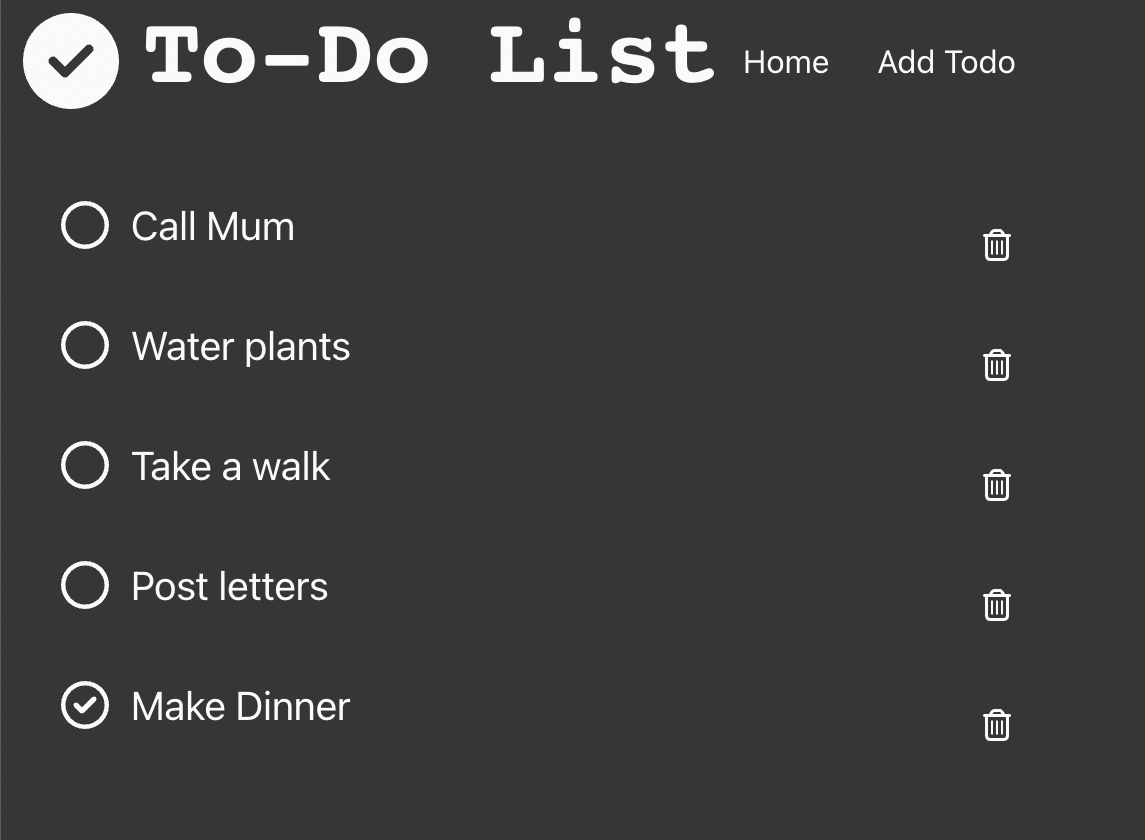 To-Do List Home Add Todo
Call Mum
Water plants
Take a walk
Post letters
Make Dinner